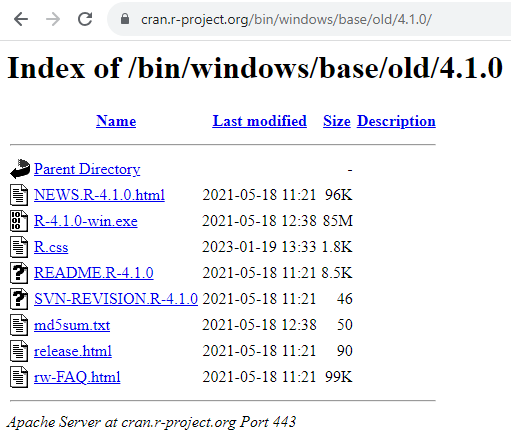 cran.r-project.org/bin/windows/base/old/4.1.0/
Index of /bin/windows/base/old/4.1.0
Name Last modified Size Description
Parent Directory -
NEWS.R-4.1.0.html 2021-05-18 11:21 96K
R-4.1.0-win.exe 2021-05-18 12:38 85M
R.css 2023-01-19 13:33 1.8K
README.R-4.1.0 2021-05-18 11:21 8.5K
SVN-REVISION.R-4.1.0 2021-05-18 11:21 46
md5sum.txt 2021-05-18 12:38 50
release.html 2021-05-18 11:21 90
rw-FAQ.html 2021-05-18 11:21 99K
Apache Server at cran.r-project.org Port 443